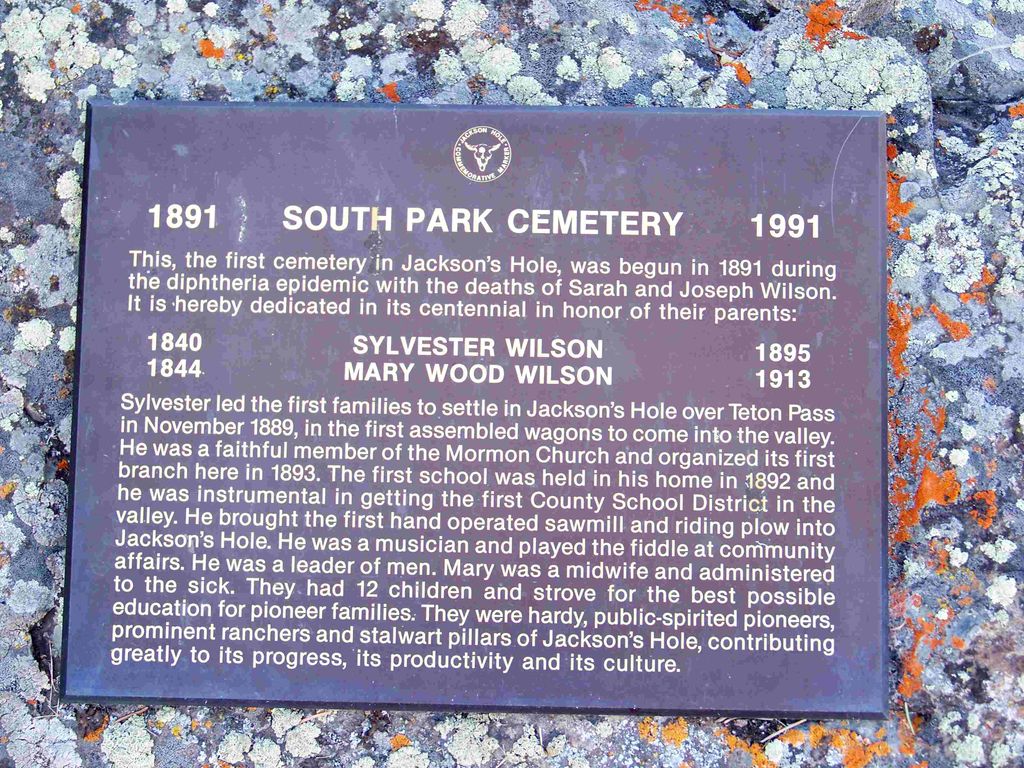 JACKSON HOLE
COMMEMORATIVE MARKER
1891 SOUTH PARK CEMETERY 1991
This, the first cemetery in Jackson's Hole, was begun in 1891 during
the diphtheria epidemic with the deaths of Sarah and Joseph Wilson.
It is hereby dedicated in its centennial in honor of their parents:
1840 SYLVESTER WILSON 1895
1844 MARY WOOD WILSON 1913
Sylvester led the first families to settle in Jackson's Hole over Teton Pass
in November 1889, in the first assembled wagons to come into the valley.
He was a faithful member of the Mormon Church and organized its first
branch here in 1893. The first school was held in his home in 1892 and
he was instrumental in getting the first County School District in the
valley. He brought the first hand operated sawmill and riding plow into
Jackson's Hole. He was a musician and played the fiddle at community
affairs. He was a leader of men. Mary was a midwife and administered
to the sick. They had 12 children and strove for the best possible
education for pioneer families. They were hardy, public-spirited pioneers,
prominent ranchers and stalwart pillars of Jackson's Hole, contributing
greatly to its progress, its productivity and its culture.